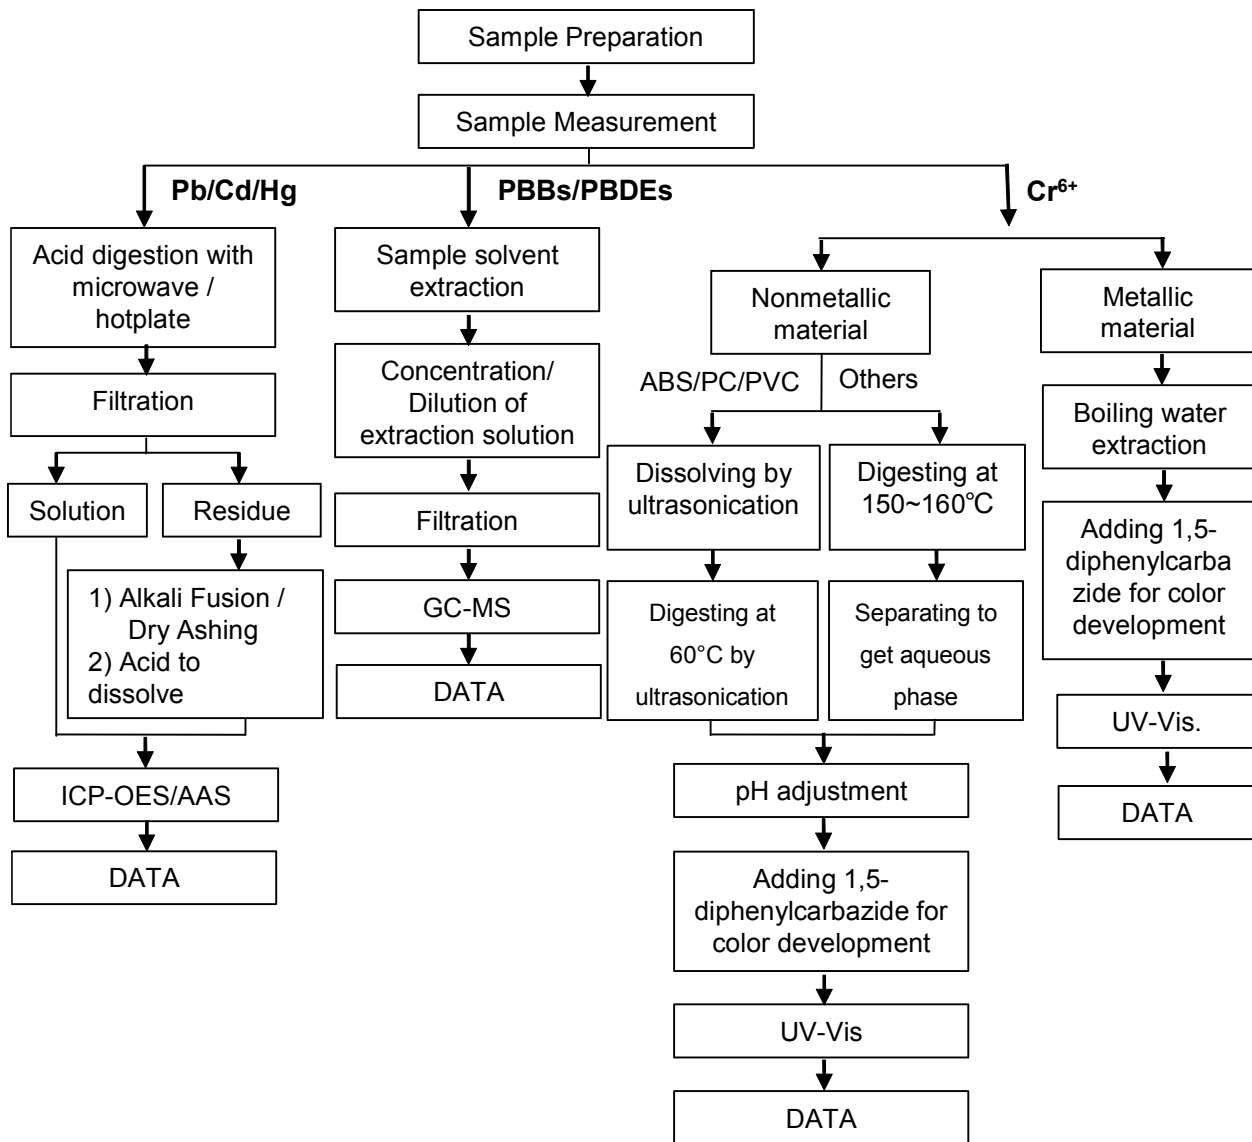 Sample Preparation
Sample Measurement
Pb/Cd/Hg
PBBs/PBDEs
Cr⁶⁺
Acid digestion with
microwave /
hotplate
Filtration
Solution
Residue
1) Alkali Fusion /
Dry Ashing
2) Acid to
dissolve
ICP-OES/AAS
DATA
Sample solvent
extraction
Concentration/
Dilution of
extraction solution
Filtration
GC-MS
DATA
Nonmetallic
material
ABS/PC/PVC
Others
Dissolving by
ultrasonication
Digesting at
60°C by
ultrasonication
Digesting at
150~160℃
Separating to
get aqueous
phase
pH adjustment
Adding 1,5-
diphenylcarbazide for
color development
UV-Vis
DATA
Metallic
material
Boiling water
extraction
Adding 1,5-
diphenylcarba
zide for color
development
UV-Vis.
DATA